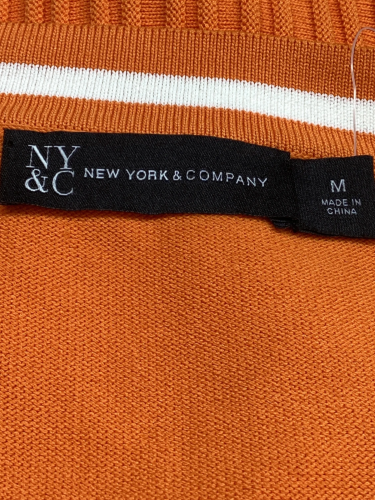 NY
&C
NEW YORK & COMPANY
M
MADE IN
CHINA